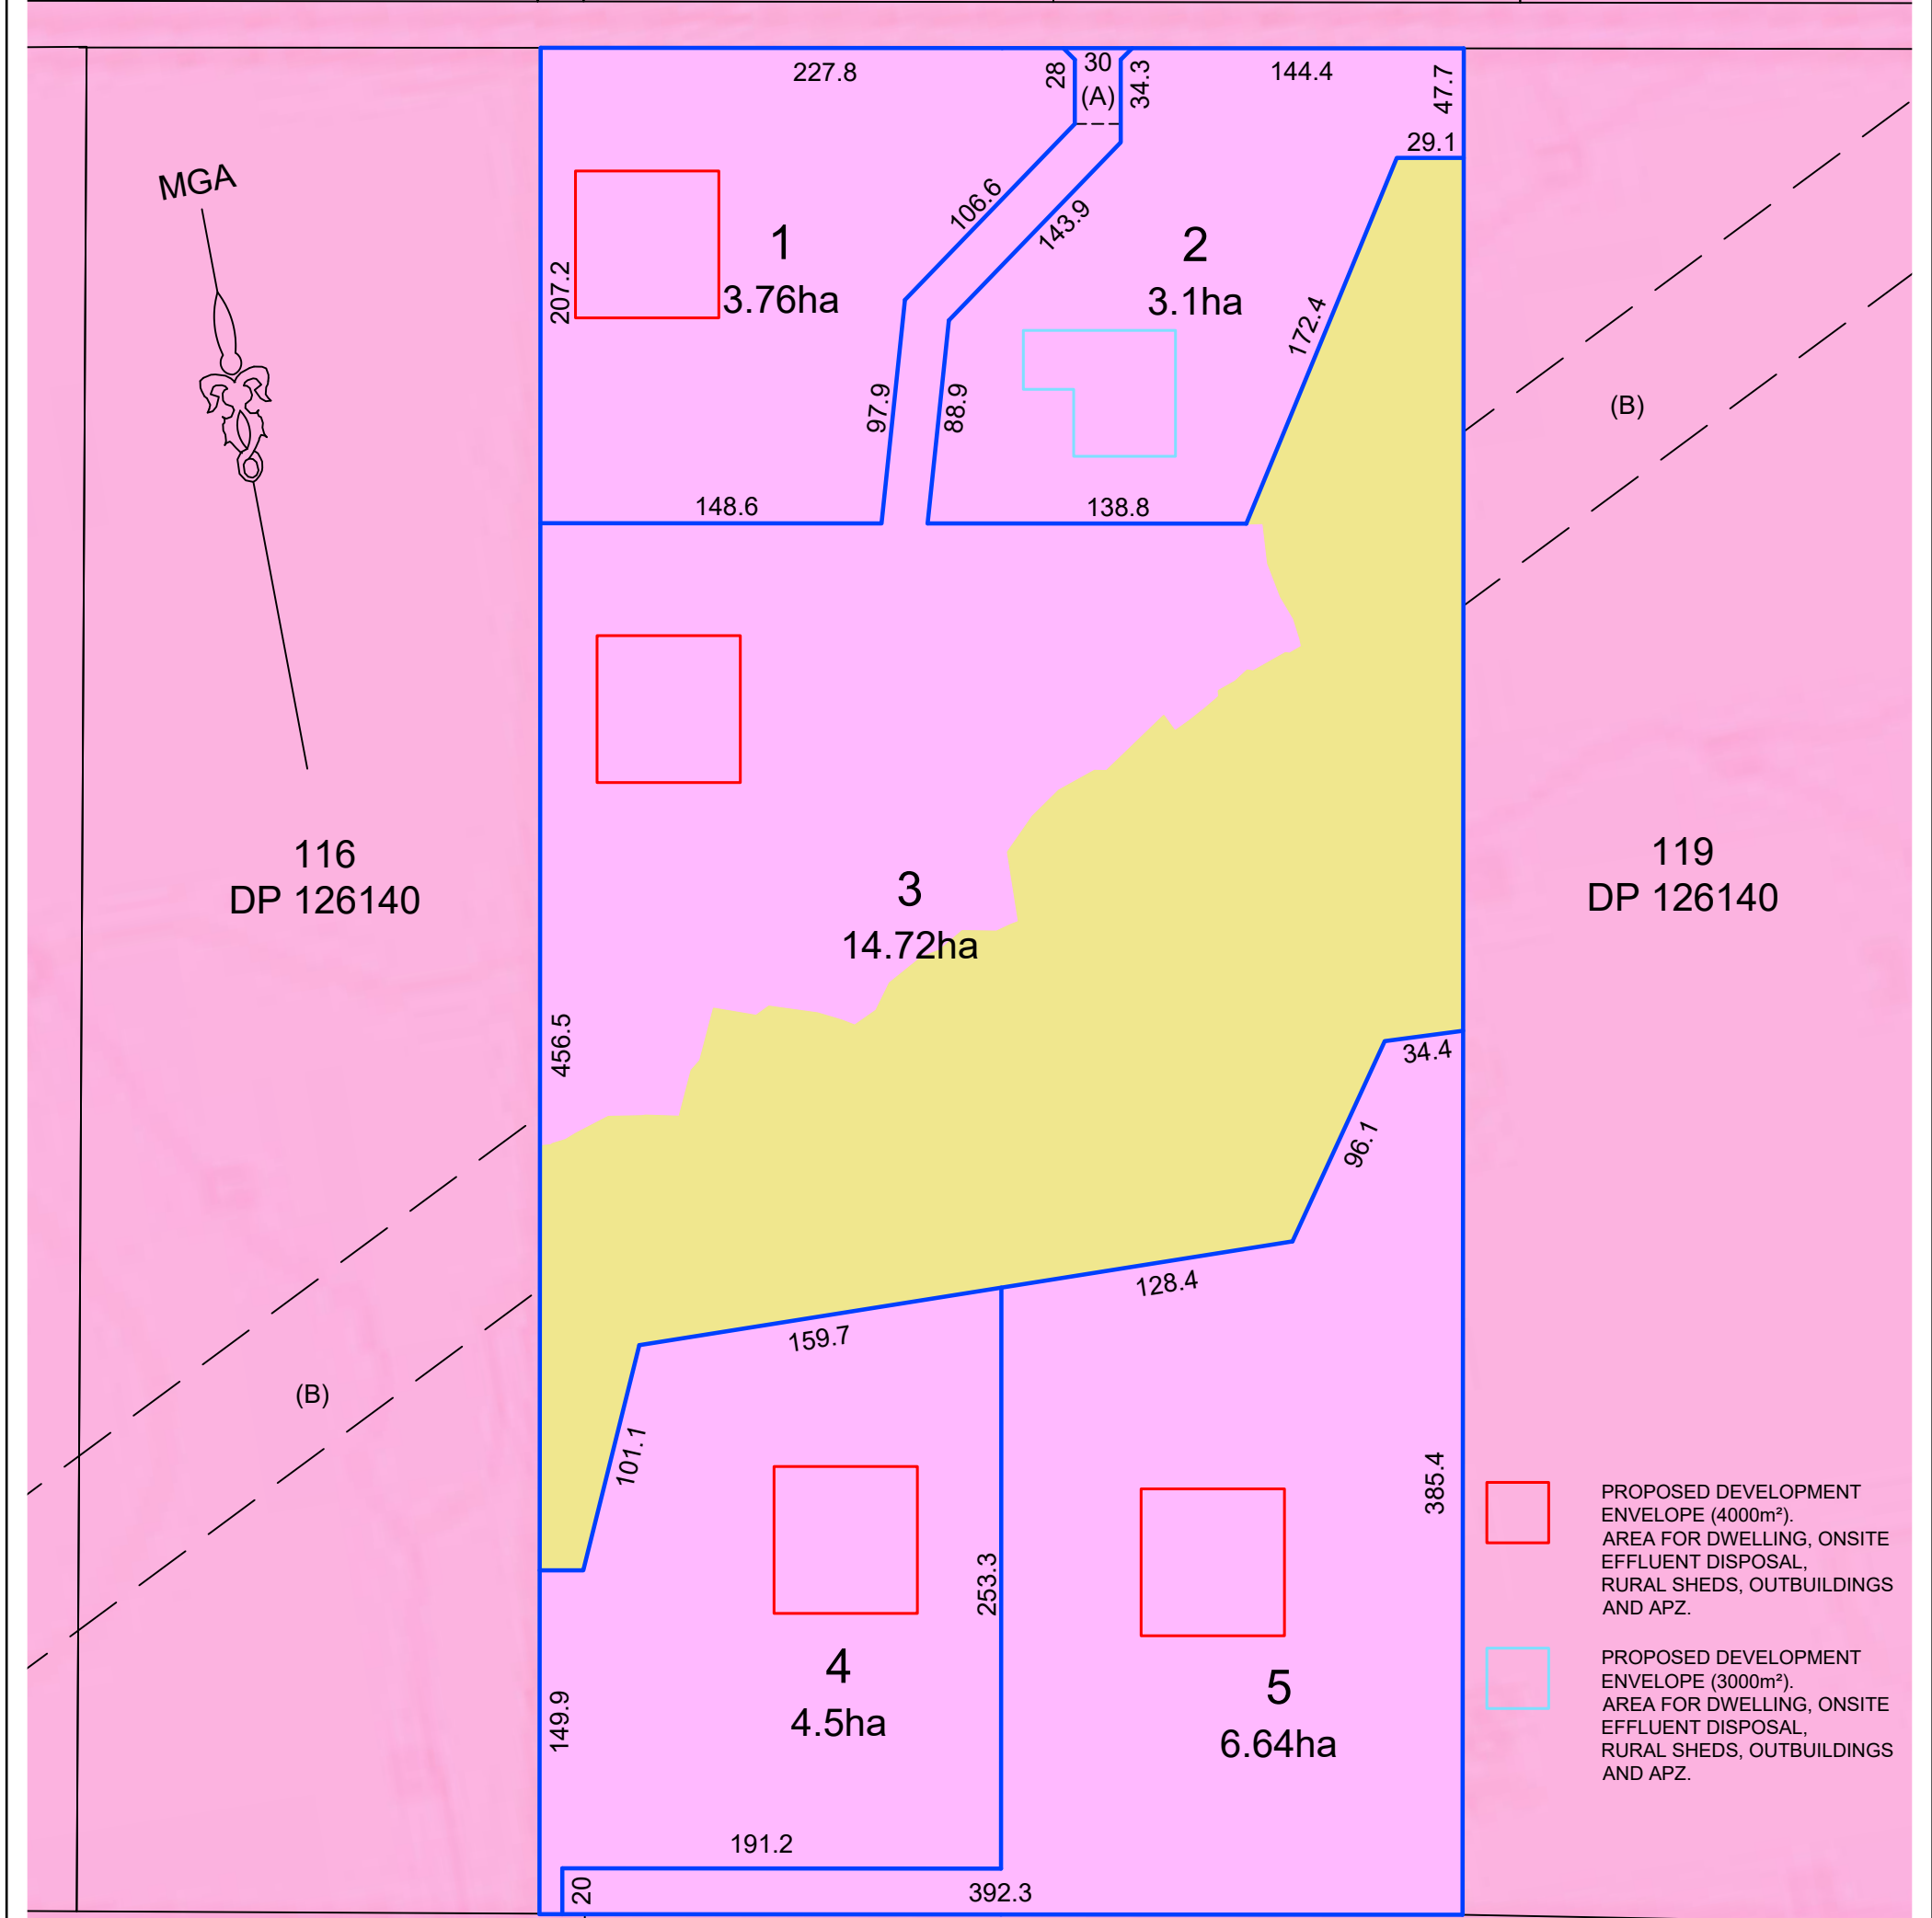 227.8
28
30
(A)
34.3
144.4
47.7
29.1
MGA
106.6
143.9
1
3.76ha
2
3.1ha
207.2
172.4
97.9
88.9
148.6
138.8
(B)
116
DP 126140
3
14.72ha
119
DP 126140
456.5
34.4
96.1
128.4
159.7
(B)
101.1
385.4
253.3
4
4.5ha
5
6.64ha
149.9
191.2
20
392.3
PROPOSED DEVELOPMENT
ENVELOPE (4000m²).
AREA FOR DWELLING, ONSITE
EFFLUENT DISPOSAL,
RURAL SHEDS, OUTBUILDINGS
AND APZ.
PROPOSED DEVELOPMENT
ENVELOPE (3000m²).
AREA FOR DWELLING, ONSITE
EFFLUENT DISPOSAL,
RURAL SHEDS, OUTBUILDINGS
AND APZ.